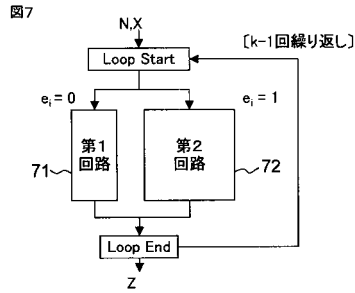 図7
N,X
Loop Start
〔k-1回繰り返し〕
ei = 0
ei = 1
第1
回路
第2
回路
71
72
Loop End
Z